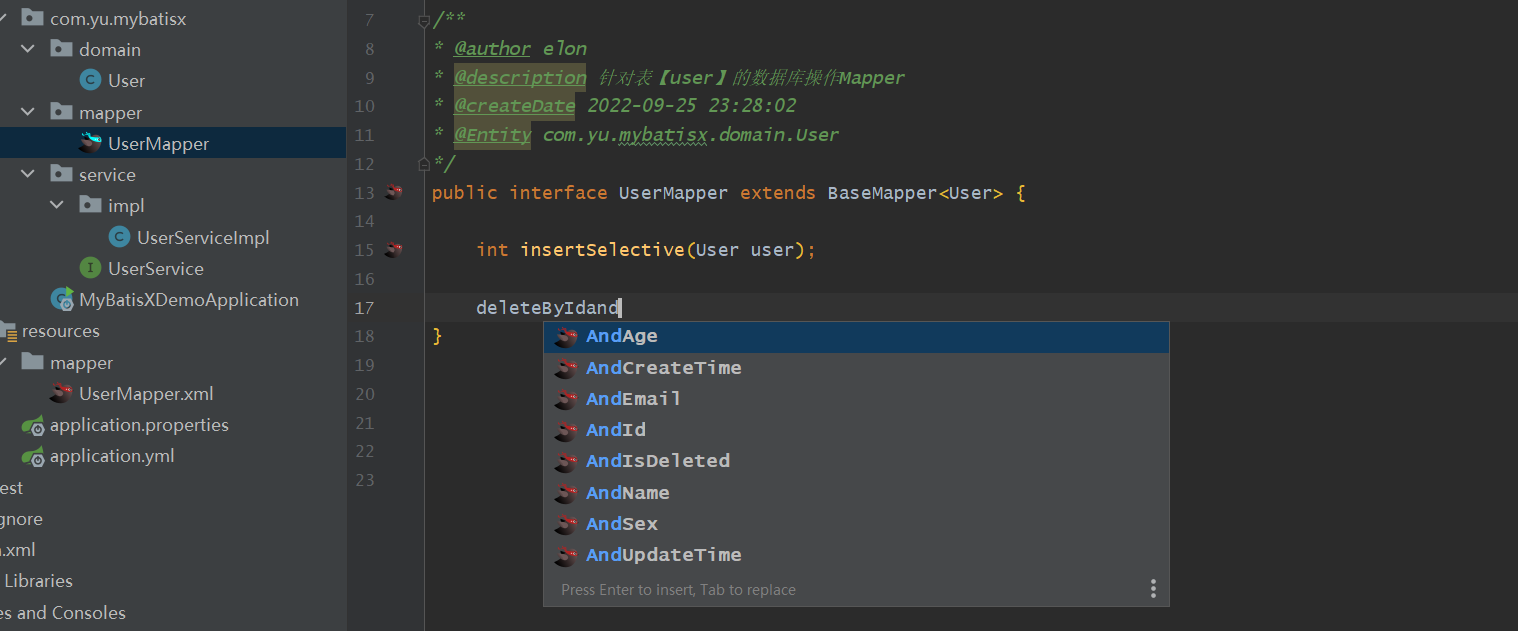 com.yu.mybatisx
domain
User
mapper
UserMapper
service
impl
UserServiceImpl
UserService
MyBatisXDemoApplication
resources
mapper
UserMapper.xml
application.properties
application.yml
est
gnore
.xml
Libraries
es and Consoles
7 /**
8 * @author elon
9 * @description 针对表【user】的数据库操作Mapper
10 * @createDate 2022-09-25 23:28:02
11 * @Entity com.yu.mybatisx.domain.User
12 */
13 public interface UserMapper extends BaseMapper<User> {
14
15 int insertSelective(User user);
16
17 deleteByIdand
18 }
19
20
21
22
23
AndAge
AndCreateTime
AndEmail
AndId
AndIsDeleted
AndName
AndSex
AndUpdateTime
Press Enter to insert, Tab to replace